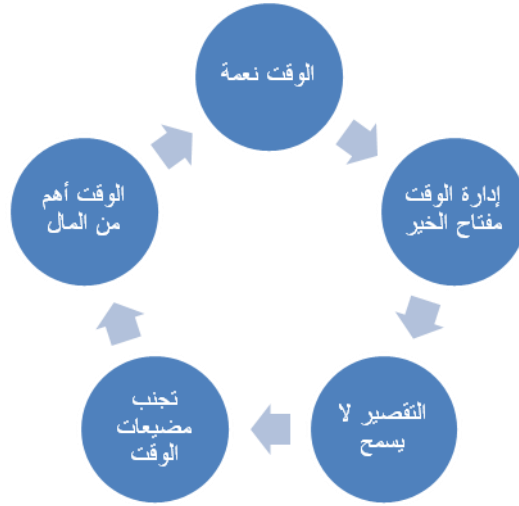 الوقت نعمة
إدارة الوقت
مفتاح الخير
التقصير لا
يسمح
تجنب
مضيعات
الوقت
الوقت أهم
من المال